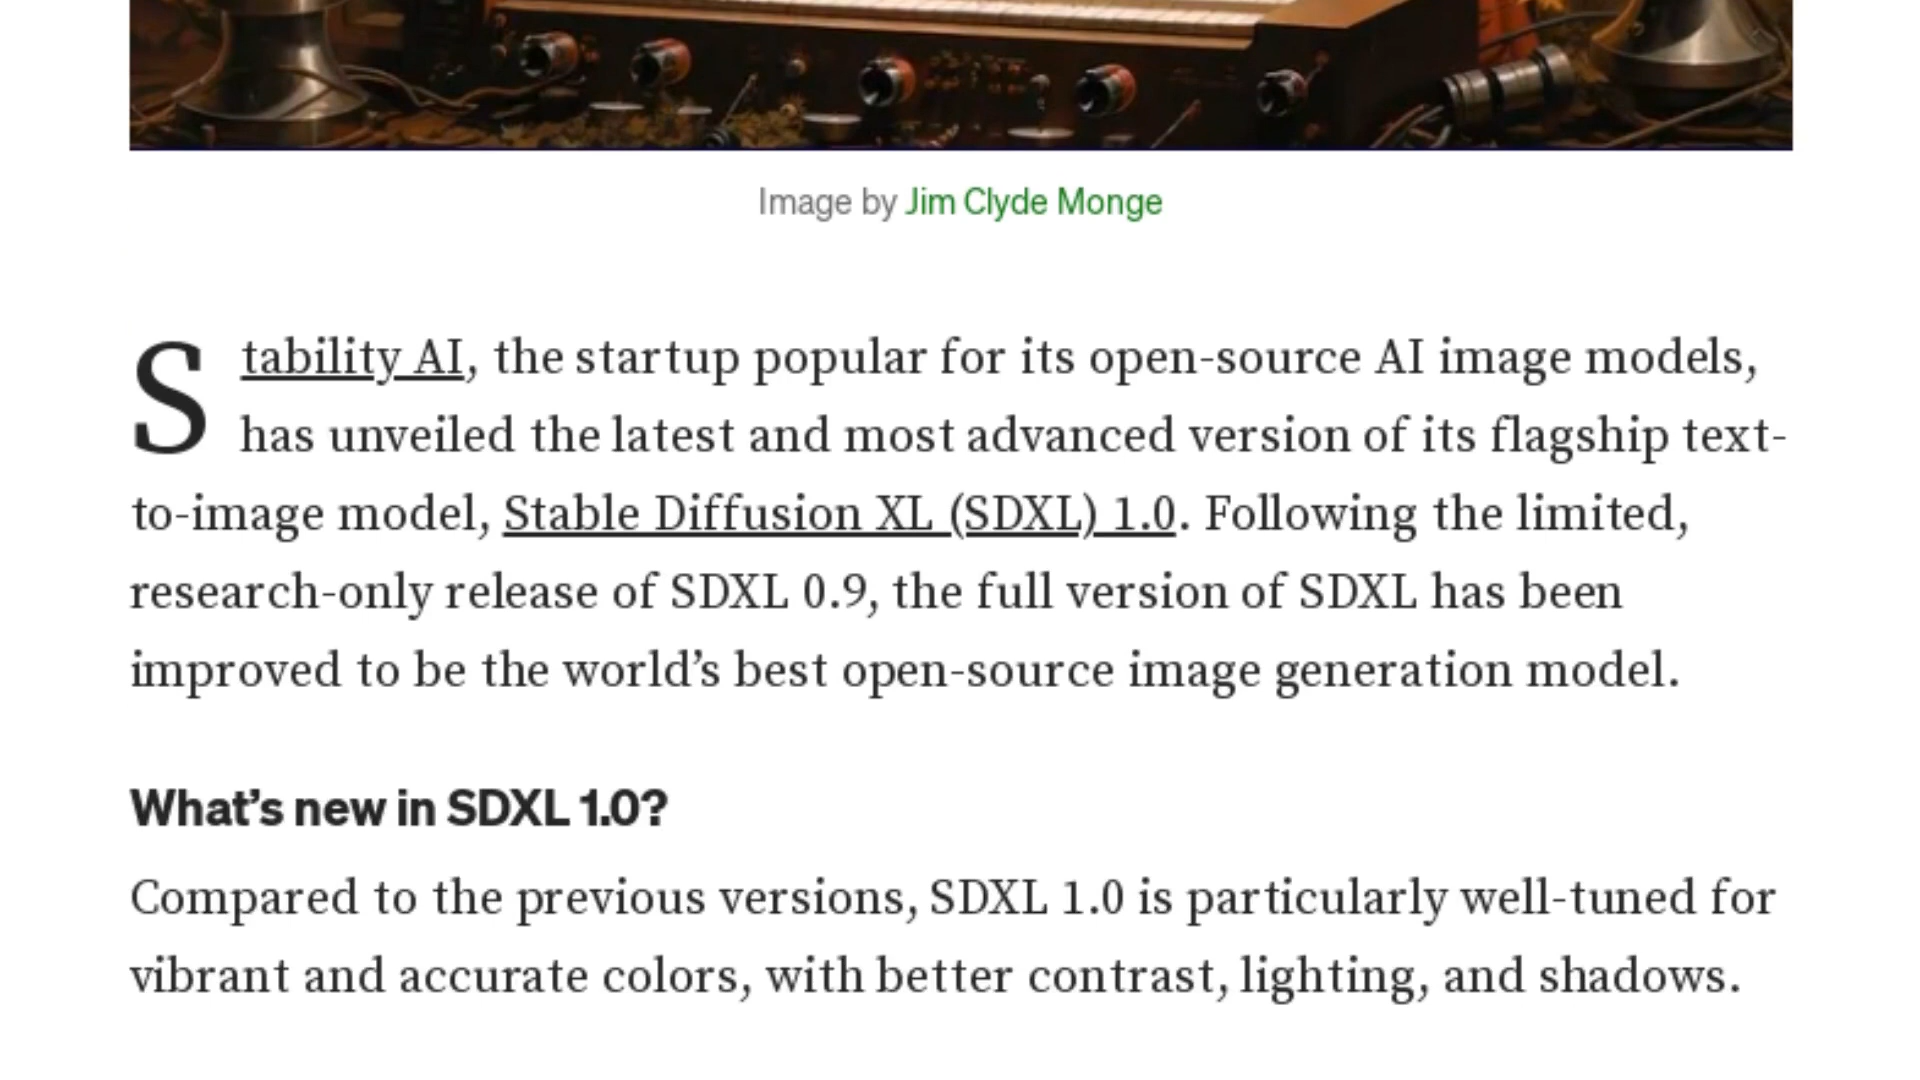 Image by Jim Clyde Monge
Stability AI, the startup popular for its open-source AI image models,
has unveiled the latest and most advanced version of its flagship text-
to-image model, Stable Diffusion XL (SDXL) 1.0. Following the limited,
research-only release of SDXL 0.9, the full version of SDXL has been
improved to be the world’s best open-source image generation model.
What’s new in SDXL 1.0?
Compared to the previous versions, SDXL 1.0 is particularly well-tuned for
vibrant and accurate colors, with better contrast, lighting, and shadows.